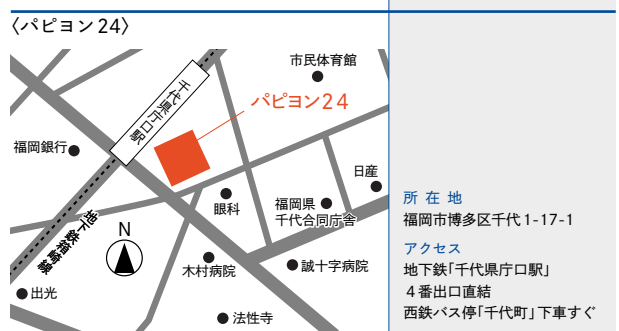 〈パピヨン24〉
市民体育館
千代県庁口駅
パピヨン24
福岡銀行
日産
眼科
福岡県
千代合同庁舎
地下鉄箱崎線
N
木村病院
誠十字病院
出光
法性寺
所在地
福岡市博多区千代1-17-1
アクセス
地下鉄「千代県庁口駅」
4番出口直結
西鉄バス停「千代町」下車すぐ